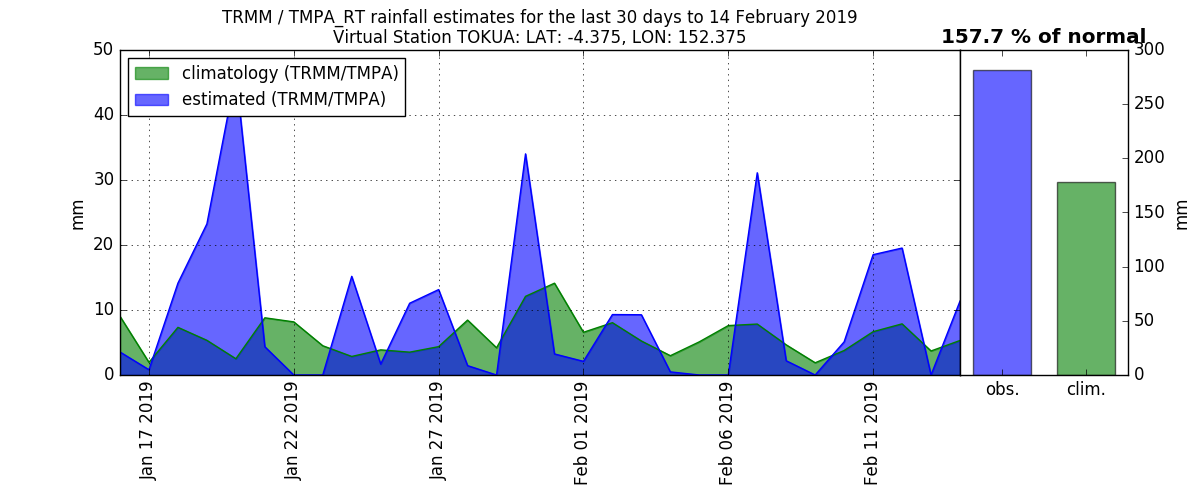 TRMM / TMPA_RT rainfall estimates for the last 30 days to 14 February 2019
Virtual Station TOKUA: LAT: -4.375, LON: 152.375
157.7 % of normal
climatology (TRMM/TMPA)
estimated (TRMM/TMPA)
50
40
30
20
10
0
mm
Jan 17 2019
Jan 22 2019
Jan 27 2019
Feb 01 2019
Feb 06 2019
Feb 11 2019
300
250
200
150
100
50
0
mm
obs.
clim.